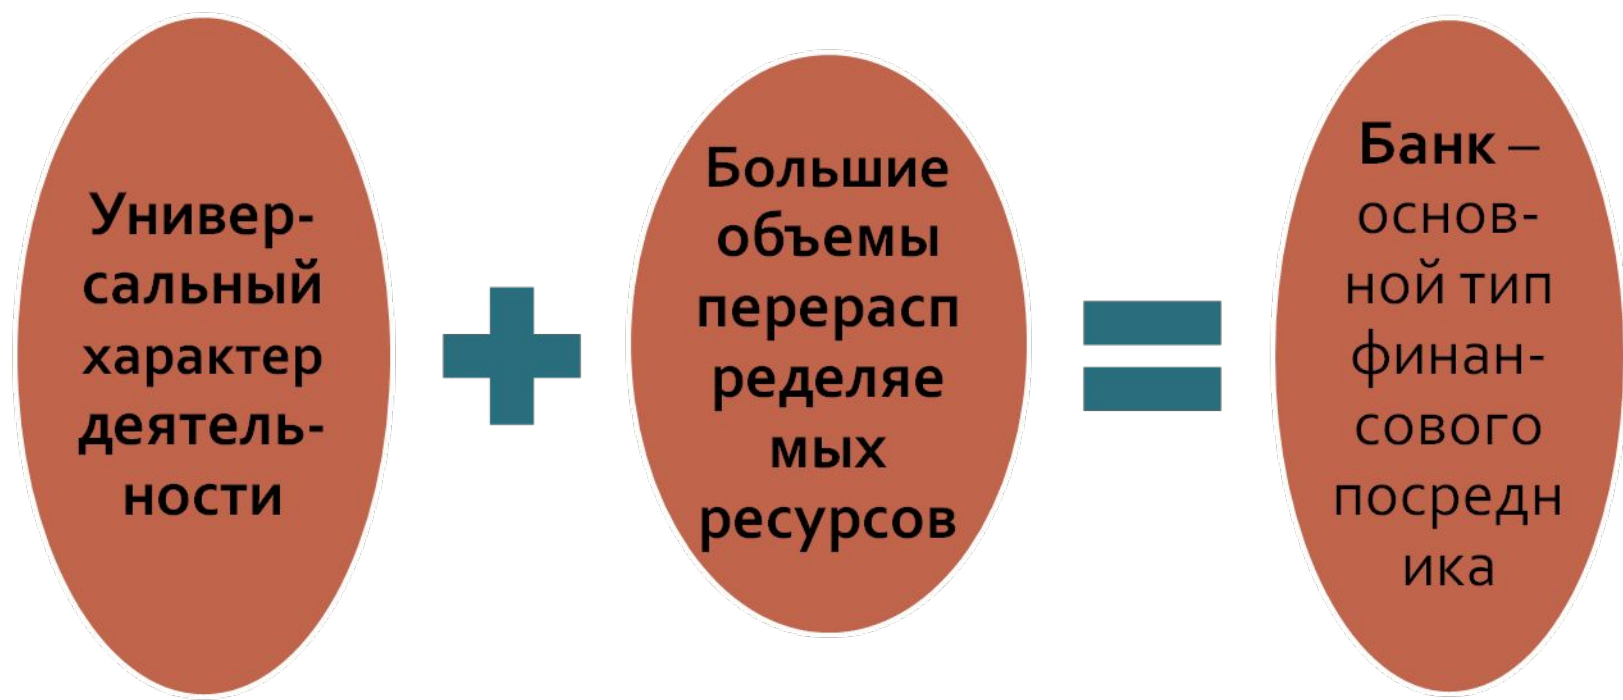 Универ-
сальный
характер
деятель-
ности
Большие
объемы
перерасп
ределяе
мых
ресурсов
Банк –
основ-
ной тип
финан-
сового
посредн
ика